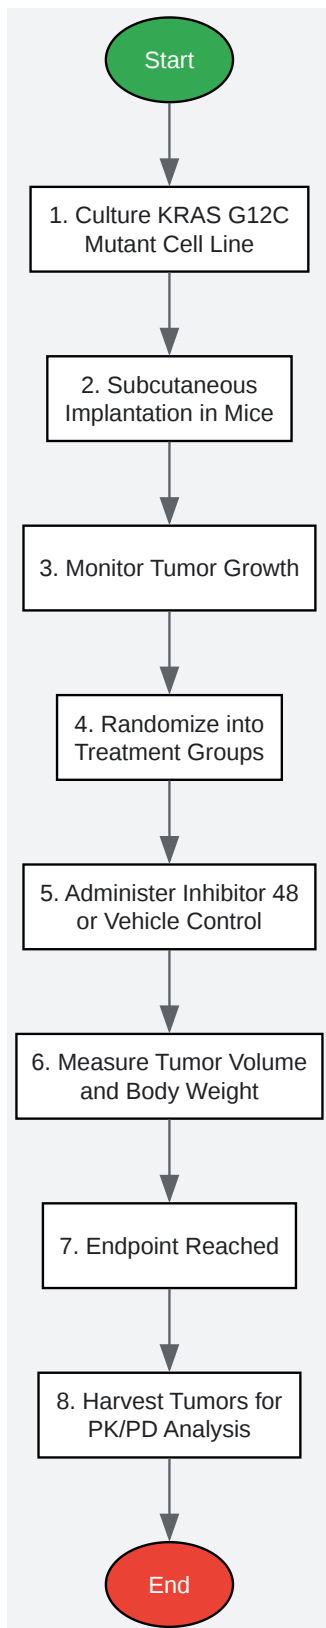 Start
1. Culture KRAS G12C
Mutant Cell Line
2. Subcutaneous
Implantation in Mice
3. Monitor Tumor Growth
4. Randomize into
Treatment Groups
5. Administer Inhibitor 48
or Vehicle Control
6. Measure Tumor Volume
and Body Weight
7. Endpoint Reached
8. Harvest Tumors for
PK/PD Analysis
End